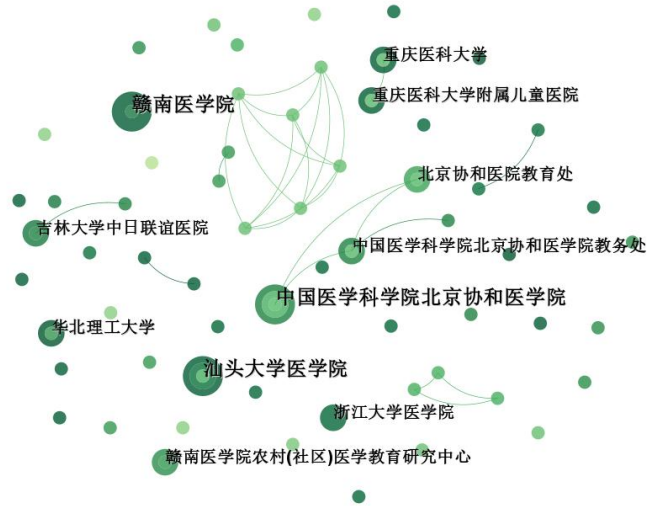 重庆医科大学
重庆医科大学附属儿童医院
赣南医学院
北京协和医院教育处
吉林大学中日联谊医院
中国医学科学院北京协和医学院教务处
中国医学科学院北京协和医学院
华北理工大学
汕头大学医学院
浙江大学医学院
赣南医学院农村(社区)医学教育研究中心